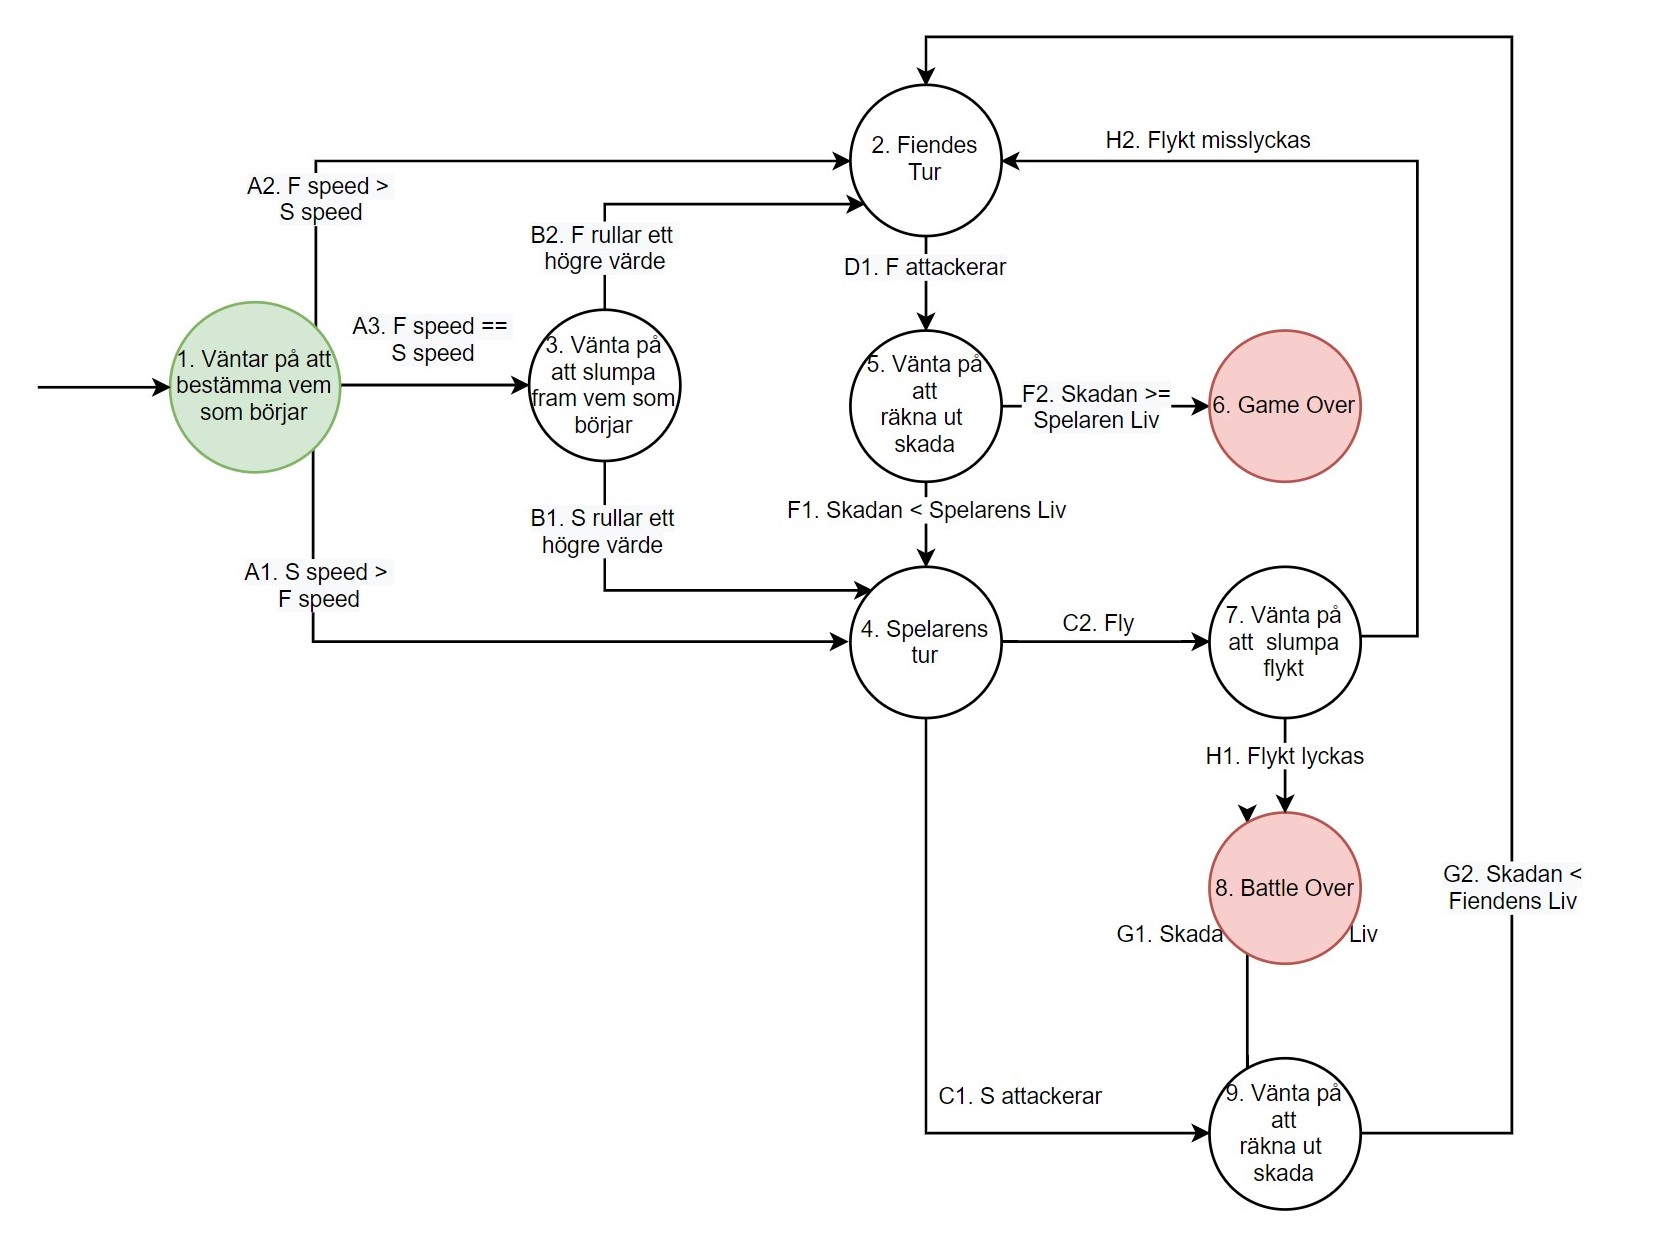 2. Fiendes
Tur
H2. Flykt misslyckas
A2. F speed >
S speed
B2. F rullar ett
högre värde
D1. F attackerar
A3. F speed ==
S speed
1. Väntar på att
bestämma vem
som börjar
3. Vänta på
att slumpa
fram vem som
börjar
5. Vänta på
att
räkna ut
skada
F2. Skadan >=
Spelaren Liv
6. Game Over
F1. Skadan < Spelarens Liv
B1. S rullar ett
högre värde
A1. S speed >
F speed
4. Spelarens
tur
C2. Fly
7. Vänta på
att slumpa
flykt
H1. Flykt lyckas
8. Battle Over
G2. Skadan <
Fiendens Liv
G1. Skada
Liv
C1. S attackerar
9. Vänta på
att
räkna ut
skada